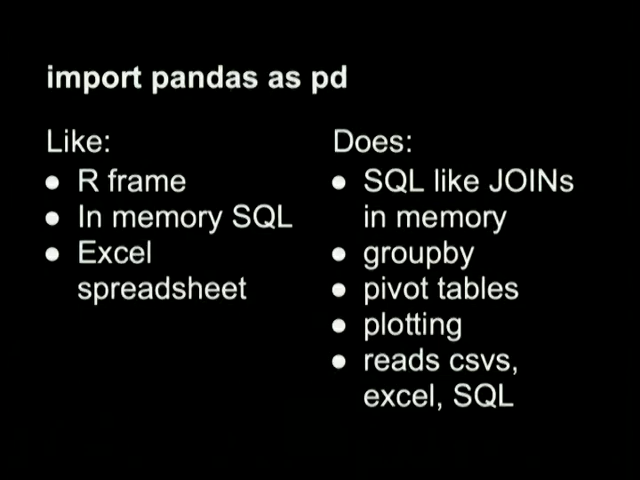 import pandas as pd
Like:
● R frame
● In memory SQL
● Excel
spreadsheet
Does:
● SQL like JOINs
in memory
● groupby
● pivot tables
● plotting
● reads csvs,
excel, SQL